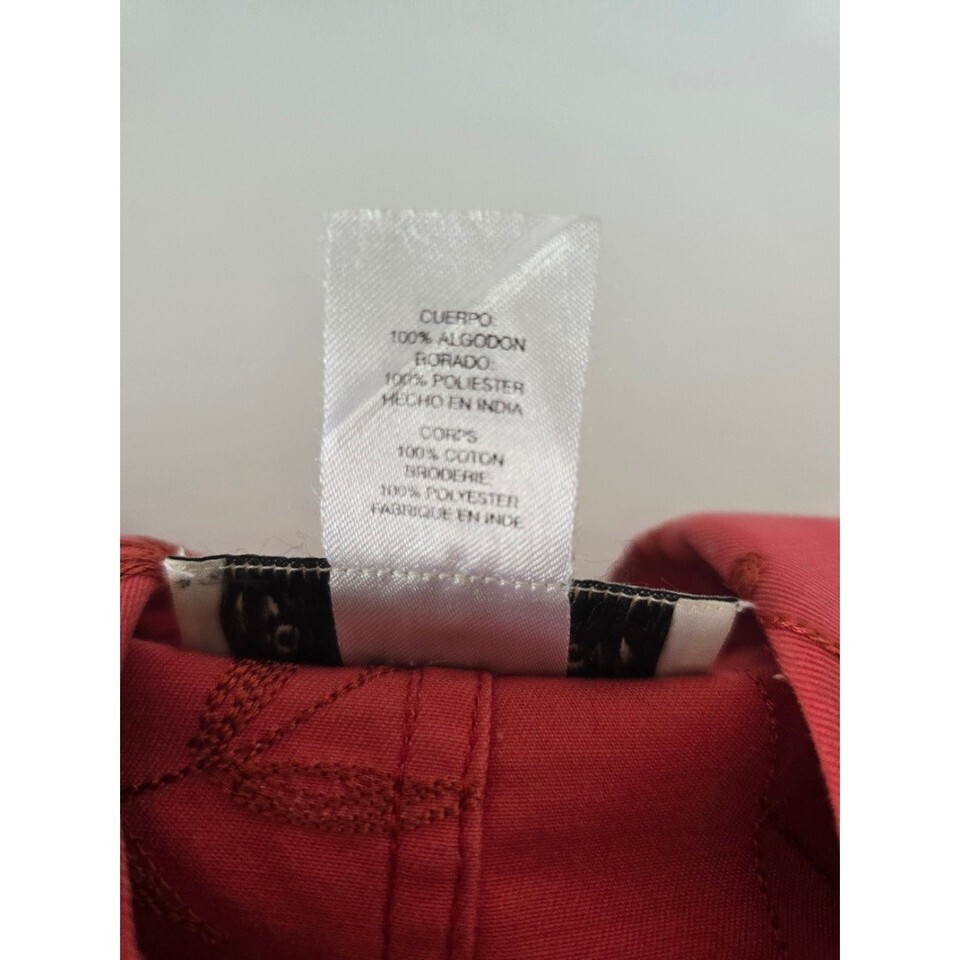 CUERPO:
100% ALGODON
BORADO:
100% POLIESTER
HECHO EN INDIA
CORPS
100% COTON
BRODERIE:
100% POLYESTER
FABRIQUE EN INDE